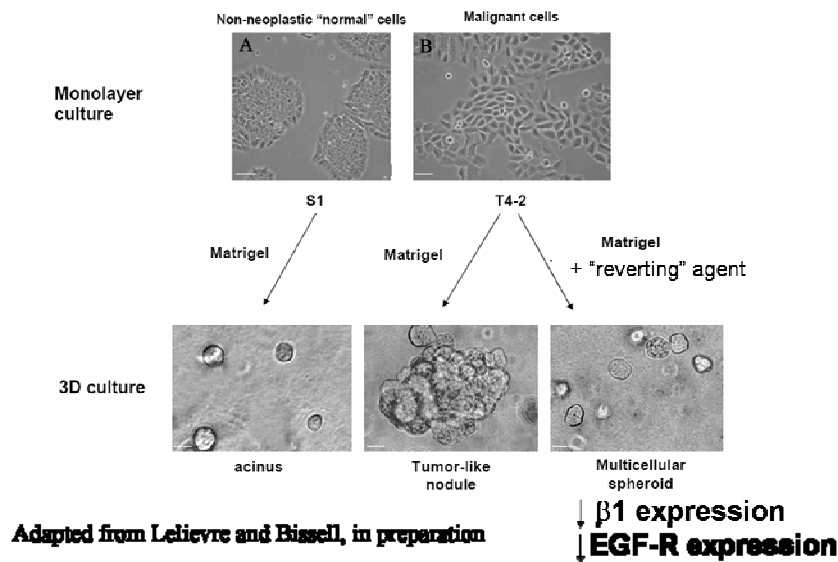 Non-neoplastic “normal” cells
Malignant cells
A
B
Monolayer
culture
S1
T4-2
Matrigel
Matrigel
Matrigel
+ “reverting” agent
3D culture
acinus
Tumor-like
nodule
Multicellular
spheroid
↓ β1 expression
↓ EGF-R expression
Adapted from Lelievre and Bissell, in preparation